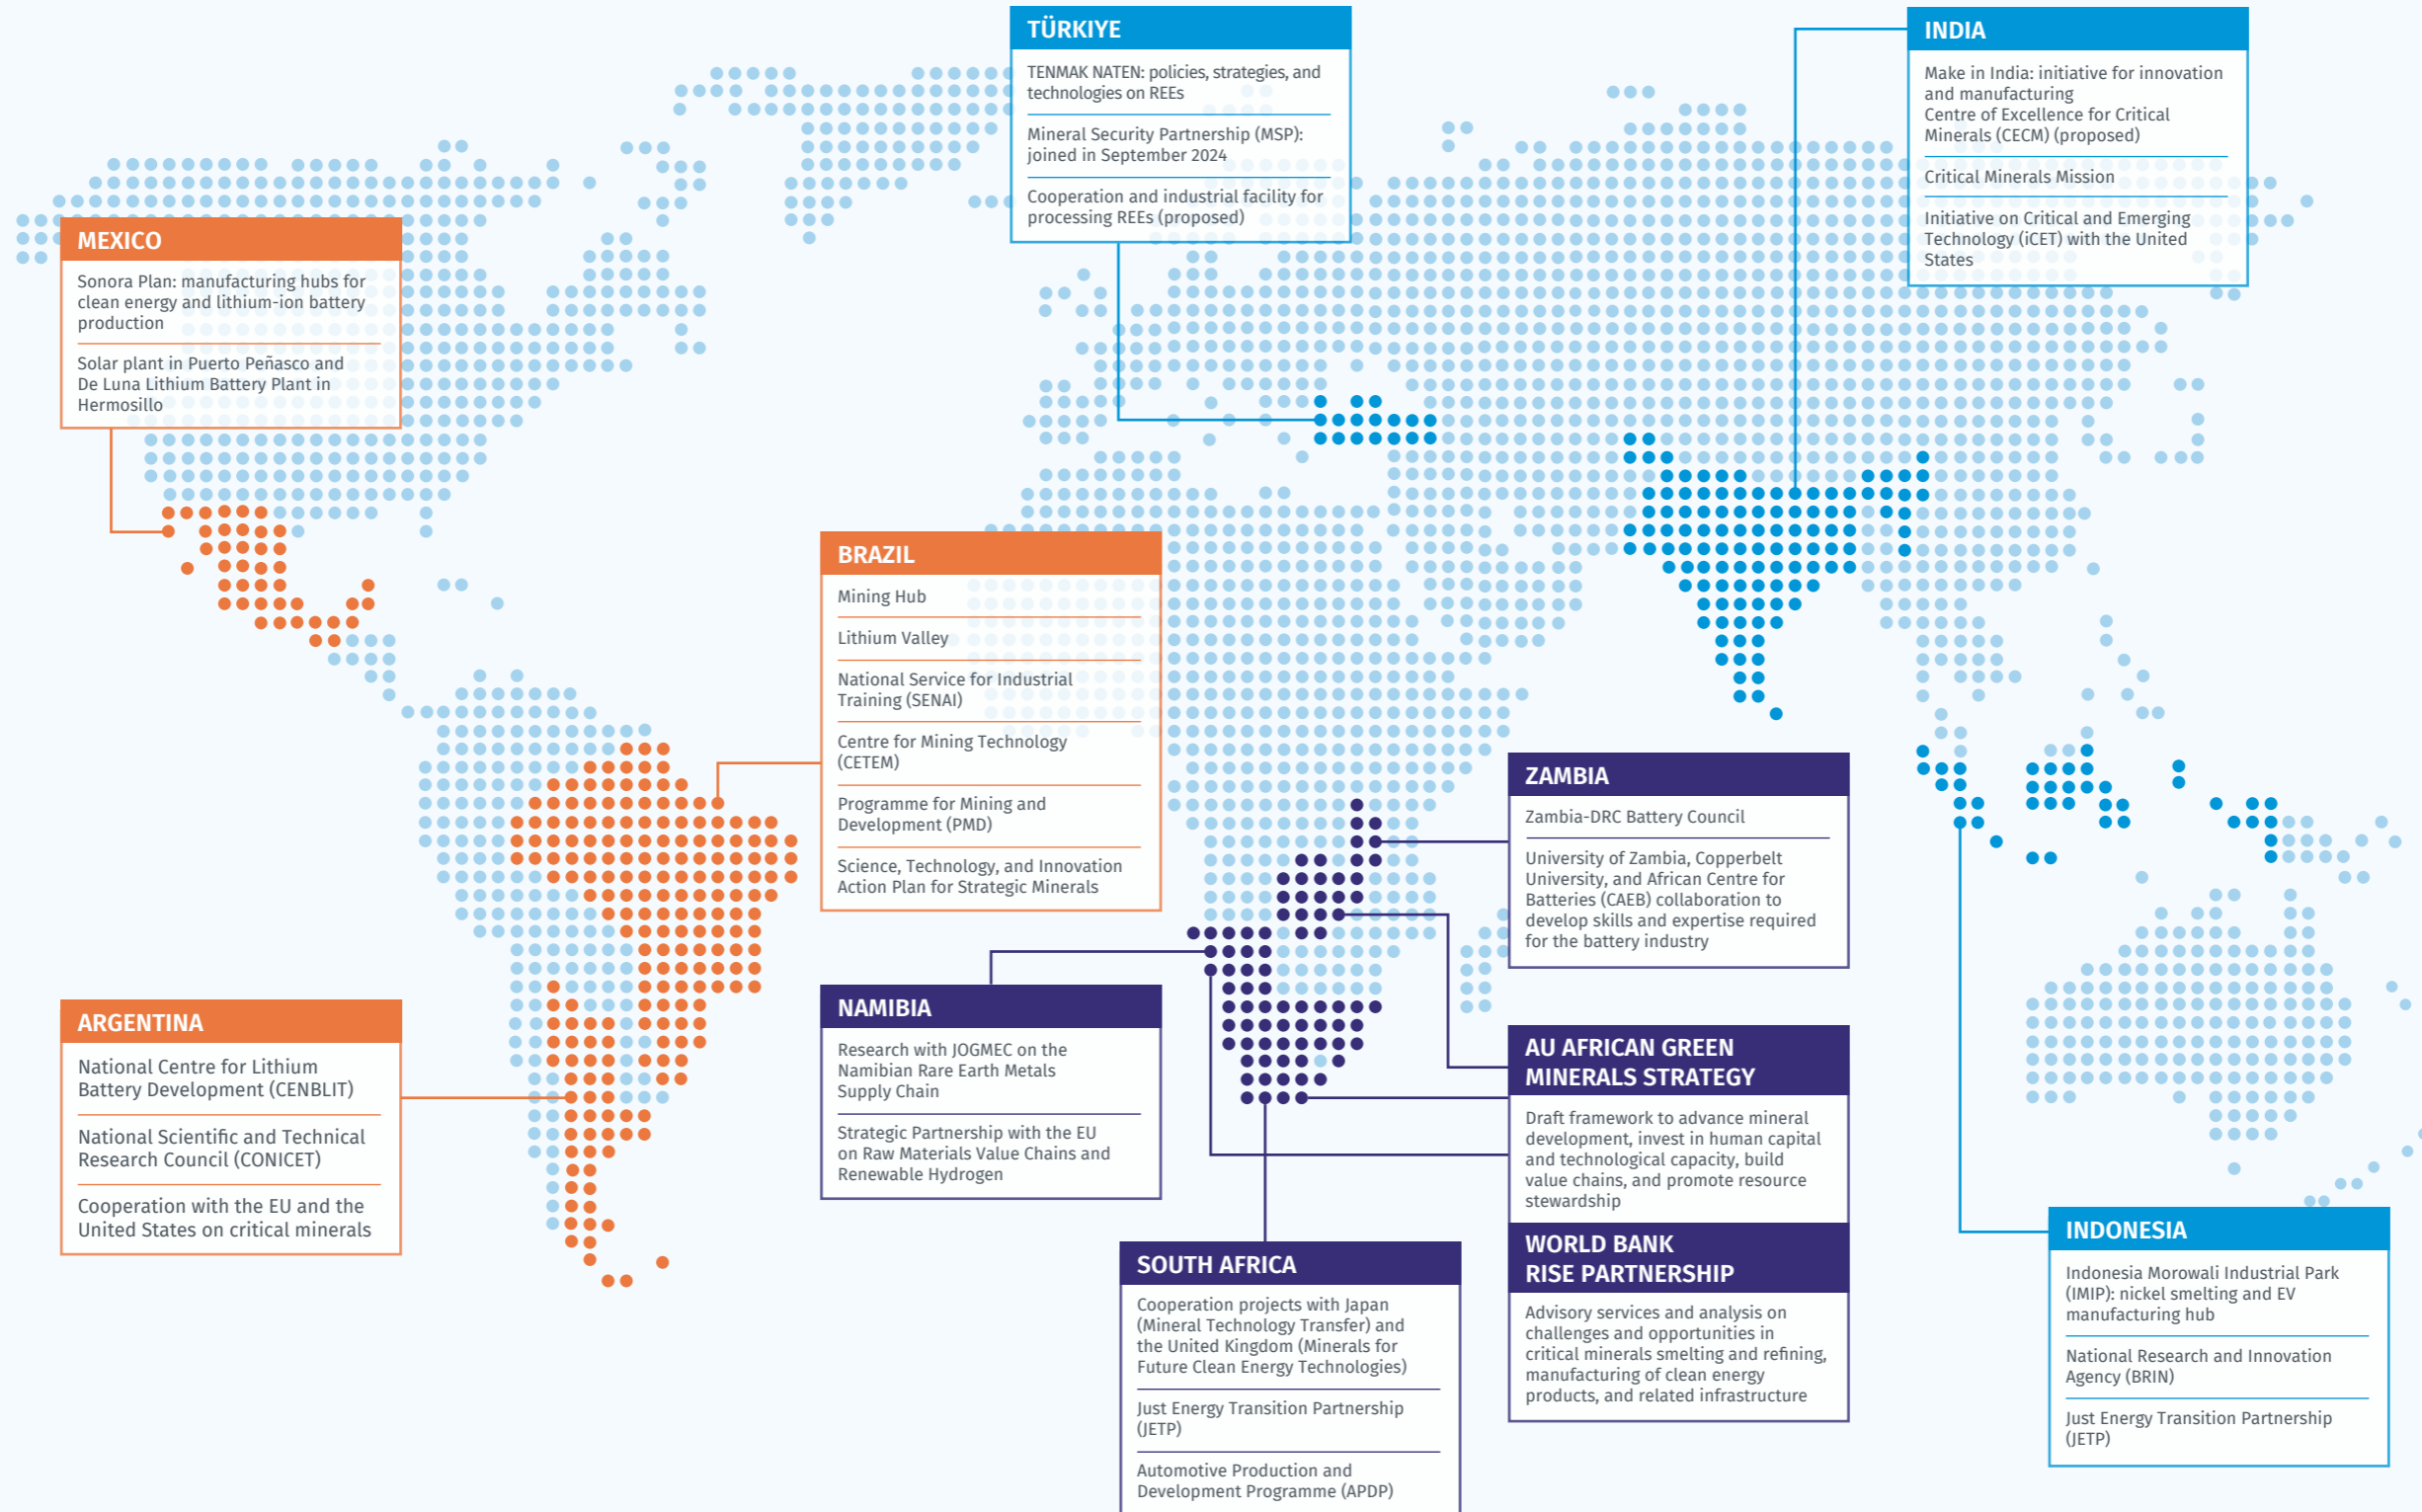 TÜRKIYE
TENMAK NATEN: policies, strategies, and
technologies on REEs
Mineral Security Partnership (MSP):
joined in September 2024
Cooperation and industrial facility for
processing REEs (proposed)
INDIA
Make in India: initiative for innovation
and manufacturing
Centre of Excellence for Critical
Minerals (CECM) (proposed)
Critical Minerals Mission
Initiative on Critical and Emerging
Technology (iCET) with the United
States
MEXICO
Sonora Plan: manufacturing hubs for
clean energy and lithium-ion battery
production
Solar plant in Puerto Peñasco and
De Luna Lithium Battery Plant in
Hermosillo
BRAZIL
Mining Hub
Lithium Valley
National Service for Industrial
Training (SENAI)
Centre for Mining Technology
(CETEM)
Programme for Mining and
Development (PMD)
Science, Technology, and Innovation
Action Plan for Strategic Minerals
ZAMBIA
Zambia-DRC Battery Council
University of Zambia, Copperbelt
University, and African Centre for
Batteries (CAEB) collaboration to
develop skills and expertise required
for the battery industry
ARGENTINA
National Centre for Lithium
Battery Development (CENBLIT)
National Scientific and Technical
Research Council (CONICET)
Cooperation with the EU and the
United States on critical minerals
NAMIBIA
Research with JOGMEC on the
Namibian Rare Earth Metals
Supply Chain
Strategic Partnership with the EU
on Raw Materials Value Chains and
Renewable Hydrogen
AU AFRICAN GREEN
MINERALS STRATEGY
Draft framework to advance mineral
development, invest in human capital
and technological capacity, build
value chains, and promote resource
stewardship
WORLD BANK
RISE PARTNERSHIP
Advisory services and analysis on
challenges and opportunities in
critical minerals smelting and refining,
manufacturing of clean energy
products, and related infrastructure
SOUTH AFRICA
Cooperation projects with Japan
(Mineral Technology Transfer) and
the United Kingdom (Minerals for
Future Clean Energy Technologies)
Just Energy Transition Partnership
(JETP)
Automotive Production and
Development Programme (APDP)
INDONESIA
Indonesia Morowali Industrial Park
(IMIP): nickel smelting and EV
manufacturing hub
National Research and Innovation
Agency (BRIN)
Just Energy Transition Partnership
(JETP)